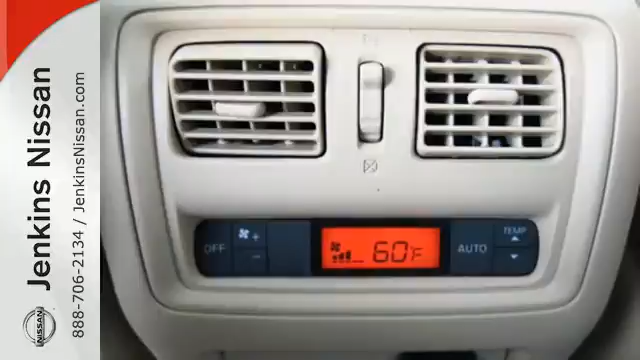 Jenkins Nissan
888-706-2134 / JenkinsNissan.com
NISSAN
OFF
+
-
60°F
AUTO
TEMP